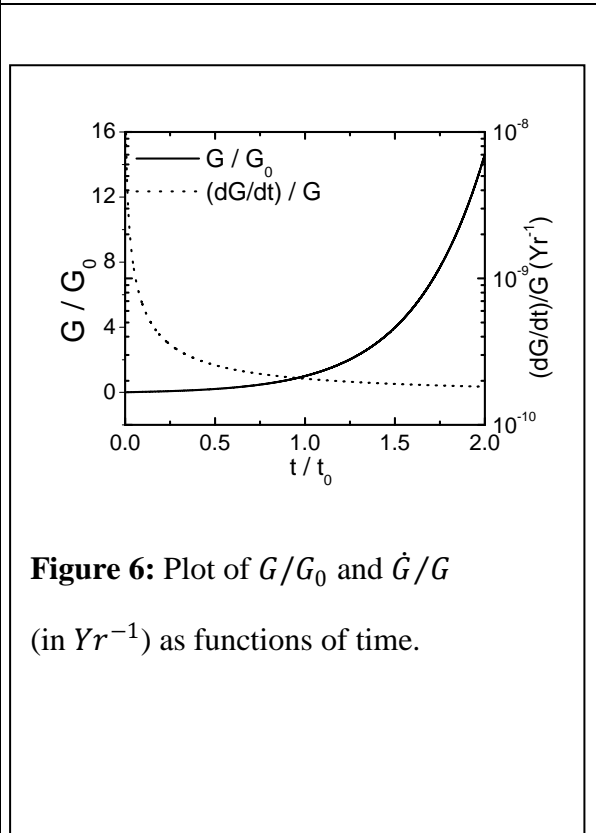 G / G₀
(dG/dt) / G
16
12
8
4
0
G / G₀
10⁻⁸
10⁻⁹
10⁻¹⁰
(dG/dt)/G (Yr⁻¹)
0.0 0.5 1.0 1.5 2.0
t / t₀
Figure 6: Plot of G/G₀ and Ġ/G
(in Yr⁻¹) as functions of time.